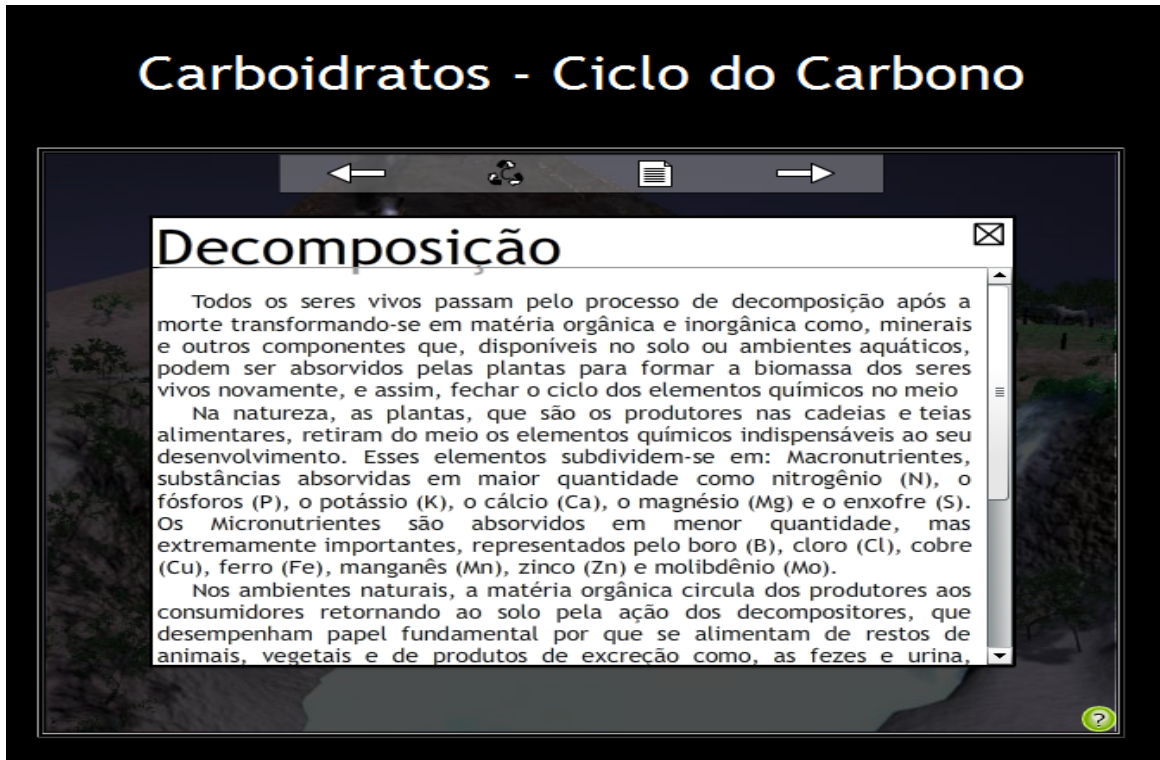 Carboidratos - Ciclo do Carbono
Decomposição
Todos os seres vivos passam pelo processo de decomposição após a
morte transformando-se em matéria orgânica e inorgânica como, minerais
e outros componentes que, disponíveis no solo ou ambientes aquáticos,
podem ser absorvidos pelas plantas para formar a biomassa dos seres
vivos novamente, e assim, fechar o ciclo dos elementos químicos no meio
Na natureza, as plantas, que são os produtores nas cadeias e teias
alimentares, retiram do meio os elementos químicos indispensáveis ao seu
desenvolvimento. Esses elementos subdividem-se em: Macronutrientes,
substâncias absorvidas em maior quantidade como nitrogênio (N), o
fósforos (P), o potássio (K), o cálcio (Ca), o magnésio (Mg) e o enxofre (S).
Os Micronutrientes são absorvidos em menor quantidade, mas
extremamente importantes, representados pelo boro (B), cloro (Cl), cobre
(Cu), ferro (Fe), manganês (Mn), zinco (Zn) e molibdênio (Mo).
Nos ambientes naturais, a matéria orgânica circula dos produtores aos
consumidores retornando ao solo pela ação dos decompositores, que
desempenham papel fundamental por que se alimentam de restos de
animais, vegetais e de produtos de excreção como, as fezes e urina,
?